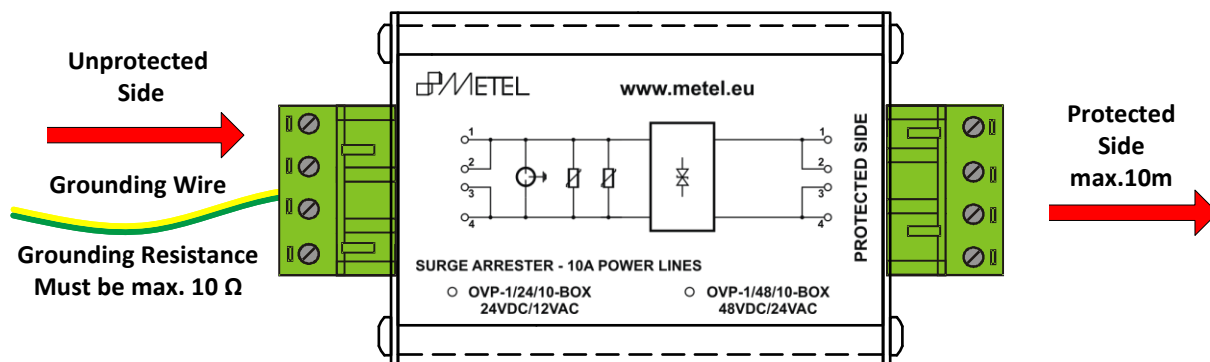 Unprotected
Side
Grounding Wire
Grounding Resistance
Must be max. 10 Ω
METEL
www.metel.eu
1
2
3
4
1
2
3
4
PROTECTED SIDE
SURGE ARRESTER - 10A POWER LINES
OVP-1/24/10-BOX
24VDC/12VAC
OVP-1/48/10-BOX
48VDC/24VAC
Protected
Side
max.10m